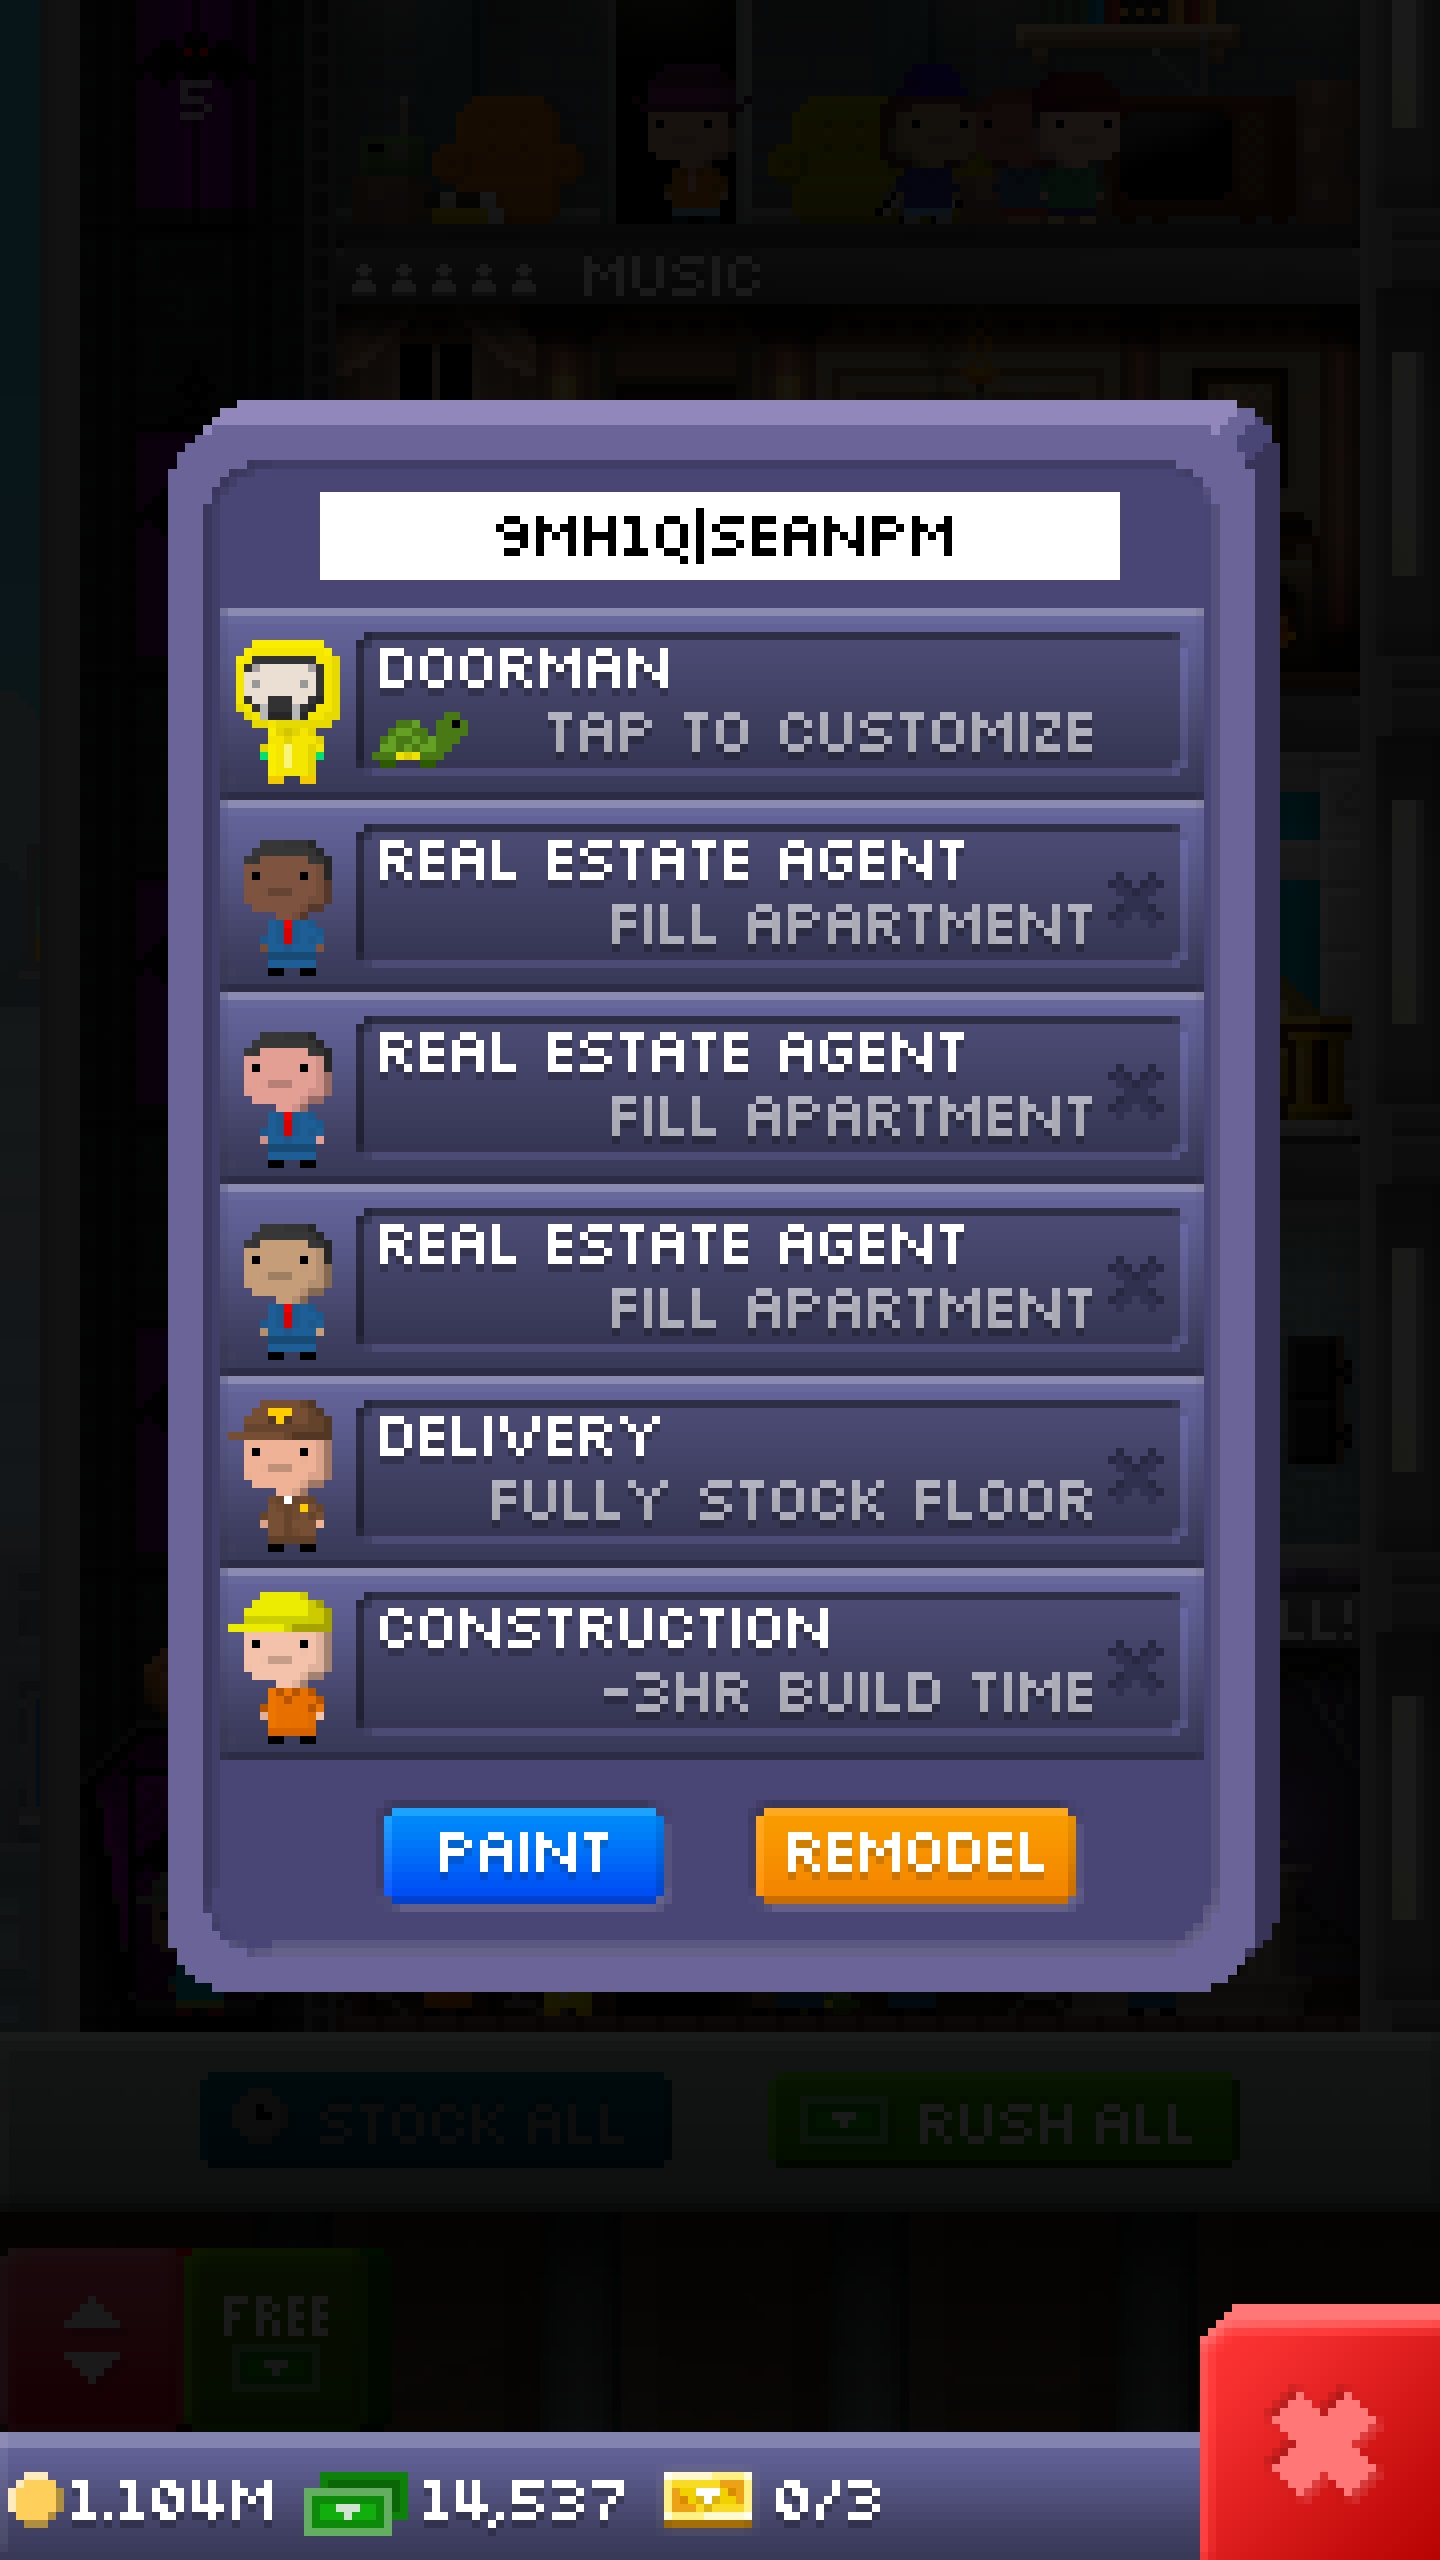 5
MUSIC
9MH1Q|SEANPM
DOORMAN
TAP TO CUSTOMIZE
REAL ESTATE AGENT
FILL APARTMENT
REAL ESTATE AGENT
FILL APARTMENT
REAL ESTATE AGENT
FILL APARTMENT
DELIVERY
FULLY STOCK FLOOR
CONSTRUCTION
-3HR BUILD TIME
PAINT REMODEL
STOCK ALL RUSH ALL
FREE
1.104M 14,537 0/3